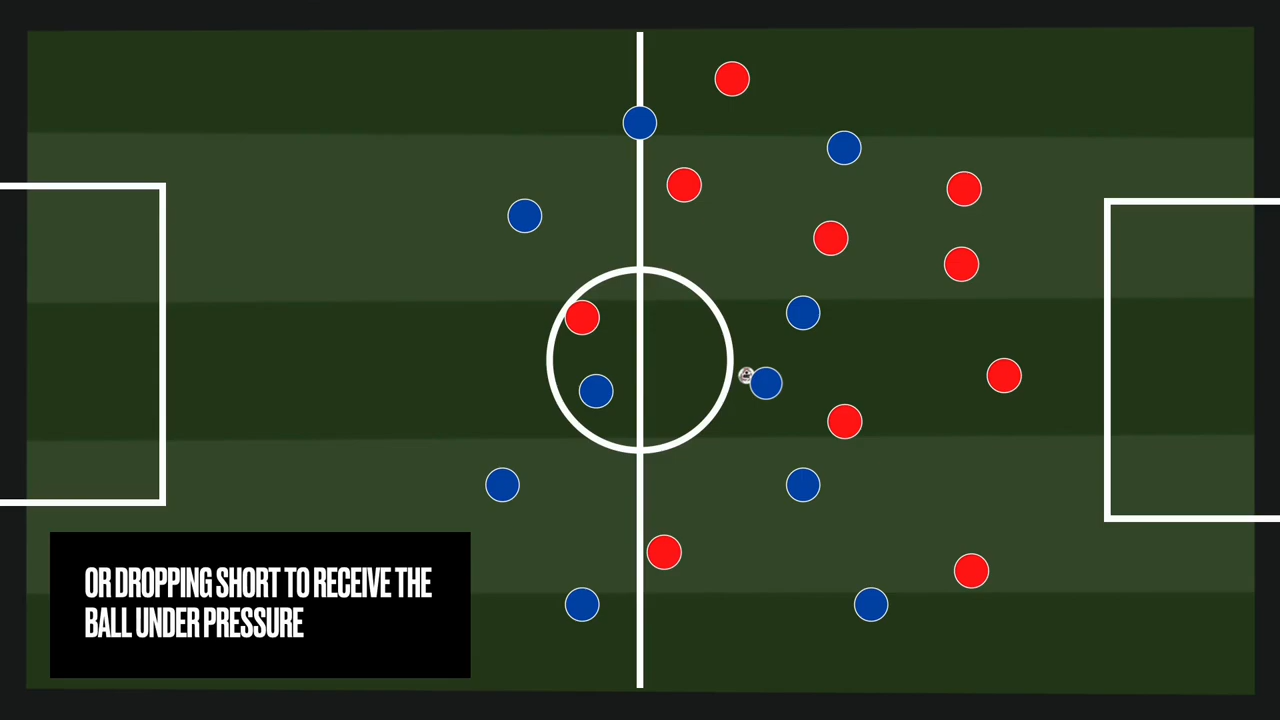 OR DROPPING SHORT TO RECEIVE THE
BALL UNDER PRESSURE